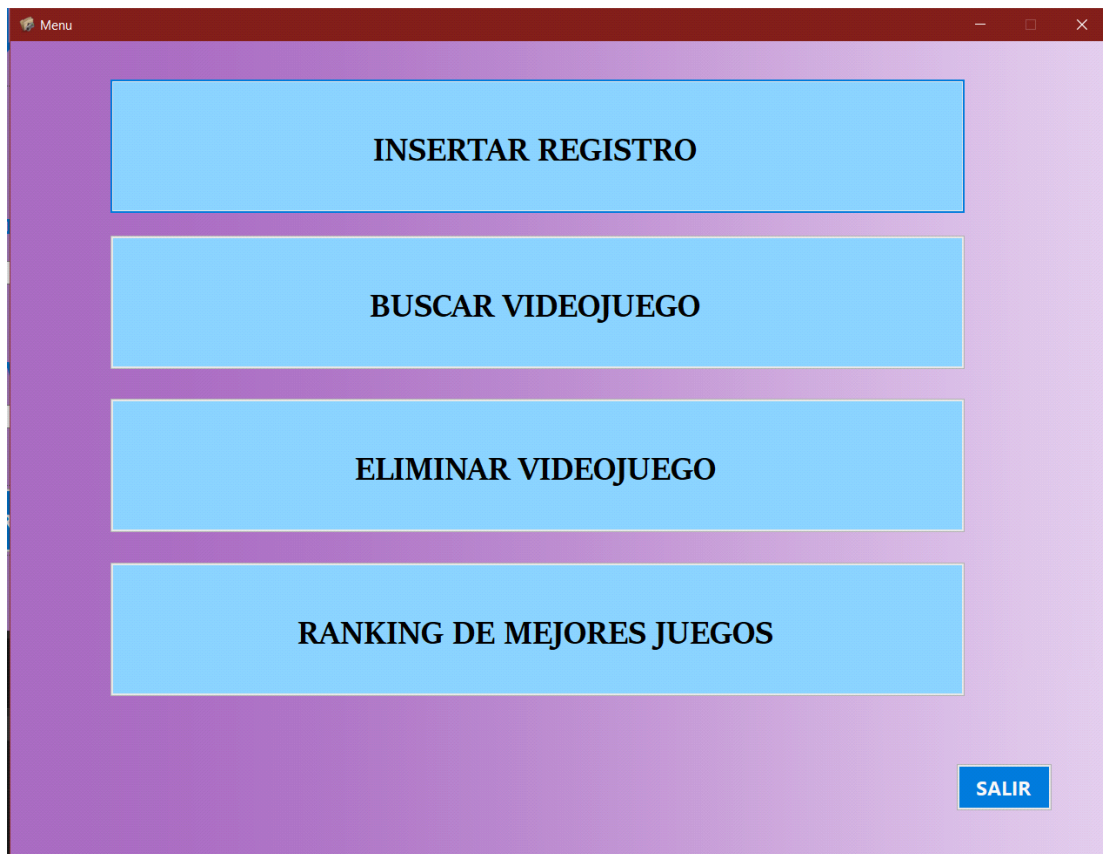 Menu
INSERTAR REGISTRO
BUSCAR VIDEOJUEGO
ELIMINAR VIDEOJUEGO
RANKING DE MEJORES JUEGOS
SALIR